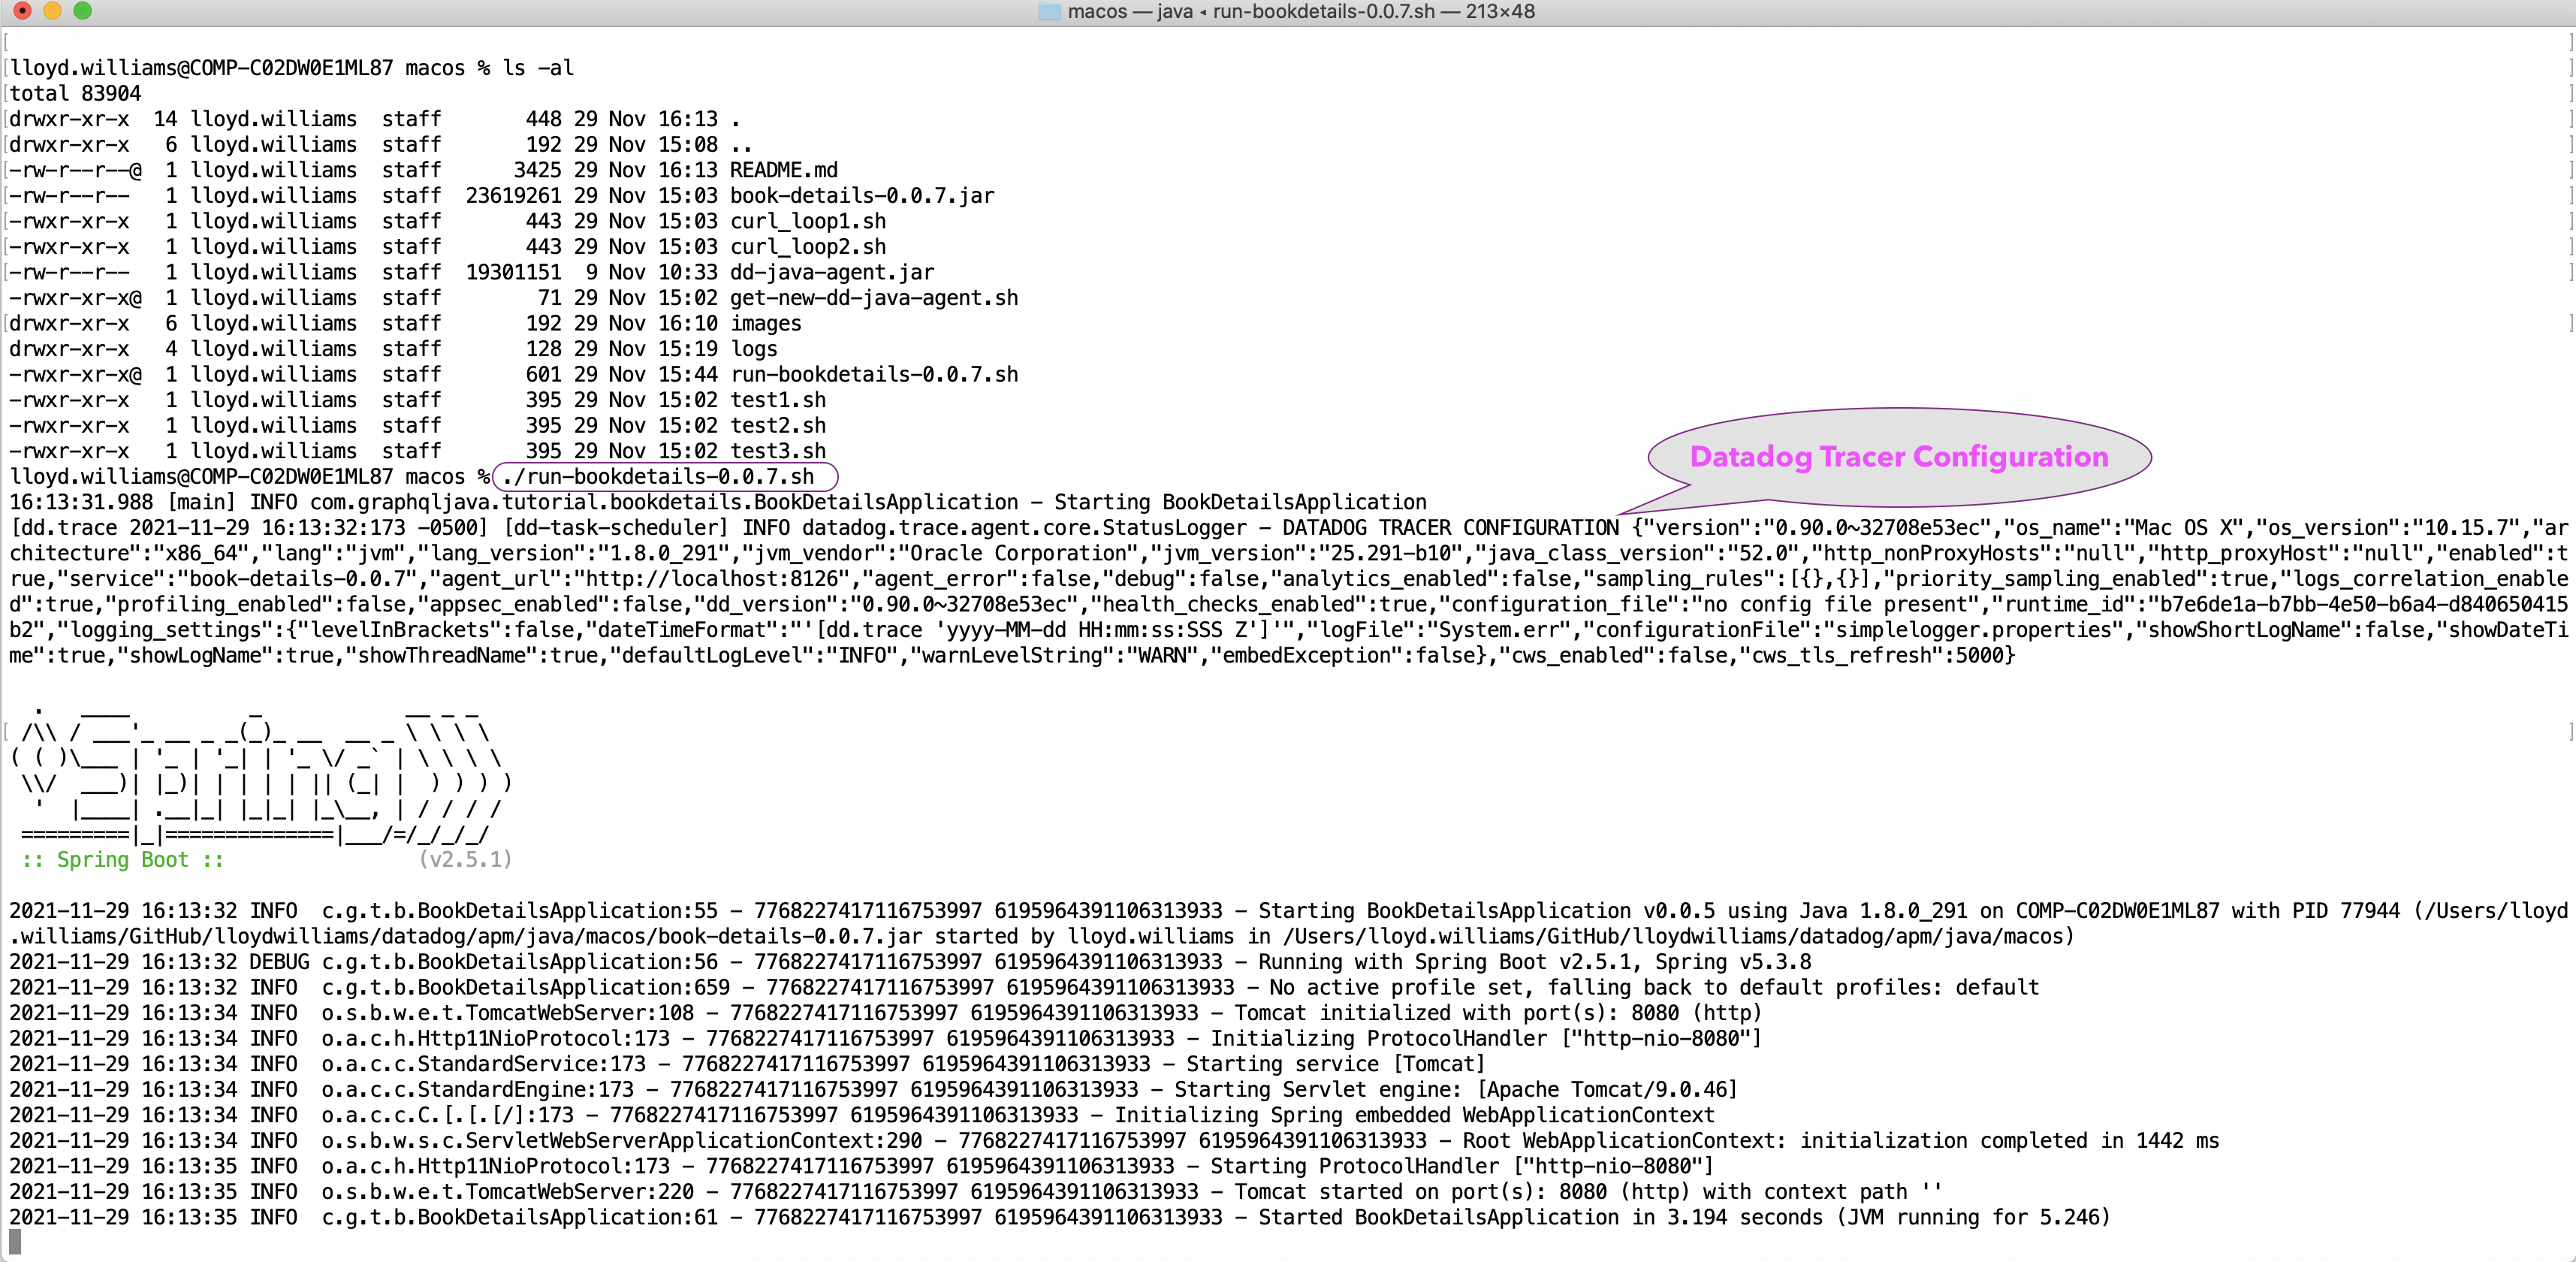 macos — java ◂ run-bookdetails-0.0.7.sh — 213×48
lloyd.williams@COMP-C02DW0E1ML87 macos % ls -al
total 83904
drwxr-xr-x  14 lloyd.williams  staff       448 29 Nov 16:13 .
drwxr-xr-x   6 lloyd.williams  staff       192 29 Nov 15:08 ..
-rw-r--r--@  1 lloyd.williams  staff      3425 29 Nov 16:13 README.md
-rw-r--r--   1 lloyd.williams  staff  23619261 29 Nov 15:03 book-details-0.0.7.jar
-rwxr-xr-x   1 lloyd.williams  staff       443 29 Nov 15:03 curl_loop1.sh
-rwxr-xr-x   1 lloyd.williams  staff       443 29 Nov 15:03 curl_loop2.sh
-rw-r--r--   1 lloyd.williams  staff  19301151  9 Nov 10:33 dd-java-agent.jar
-rwxr-xr-x@  1 lloyd.williams  staff        71 29 Nov 15:02 get-new-dd-java-agent.sh
drwxr-xr-x   6 lloyd.williams  staff       192 29 Nov 16:10 images
drwxr-xr-x   4 lloyd.williams  staff       128 29 Nov 15:19 logs
-rwxr-xr-x@  1 lloyd.williams  staff       601 29 Nov 15:44 run-bookdetails-0.0.7.sh
-rwxr-xr-x   1 lloyd.williams  staff       395 29 Nov 15:02 test1.sh
-rwxr-xr-x   1 lloyd.williams  staff       395 29 Nov 15:02 test2.sh
-rwxr-xr-x   1 lloyd.williams  staff       395 29 Nov 15:02 test3.sh
Datadog Tracer Configuration
lloyd.williams@COMP-C02DW0E1ML87 macos % ./run-bookdetails-0.0.7.sh
16:13:31.988 [main] INFO com.graphqljava.tutorial.bookdetails.BookDetailsApplication - Starting BookDetailsApplication
[dd.trace 2021-11-29 16:13:32:173 -0500] [dd-task-scheduler] INFO datadog.trace.agent.core.StatusLogger - DATADOG TRACER CONFIGURATION {"version":"0.90.0~32708e53ec","os_name":"Mac OS X","os_version":"10.15.7","ar
chitecture":"x86_64","lang":"jvm","lang_version":"1.8.0_291","jvm_vendor":"Oracle Corporation","jvm_version":"25.291-b10","java_class_version":"52.0","http_nonProxyHosts":"null","http_proxyHost":"null","enabled":t
rue,"service":"book-details-0.0.7","agent_url":"http://localhost:8126","agent_error":false,"debug":false,"analytics_enabled":false,"sampling_rules":[{},{}],"priority_sampling_enabled":true,"logs_correlation_enable
d":true,"profiling_enabled":false,"appsec_enabled":false,"dd_version":"0.90.0~32708e53ec","health_checks_enabled":true,"configuration_file":"no config file present","runtime_id":"b7e6de1a-b7bb-4e50-b6a4-d840650415
b2","logging_settings":{"levelInBrackets":false,"dateTimeFormat":"'[dd.trace 'yyyy-MM-dd HH:mm:ss:SSS Z']'","logFile":"System.err","configurationFile":"simplelogger.properties","showShortLogName":false,"showDateTi
me":true,"showLogName":true,"showThreadName":true,"defaultLogLevel":"INFO","warnLevelString":"WARN","embedException":false},"cws_enabled":false,"cws_tls_refresh":5000}
  .   ____          _            __ _ _
 /\\ / ___'_ __ _ _(_)_ __  __ _ \ \ \ \
( ( )\___ | '_ | '_| | '_ \/ _` | \ \ \ \
 \\/  ___)| |_)| | | | | || (_| |  ) ) ) )
  '  |____| .__|_| |_|_| |_\__, | / / / /
 =========|_|==============|___/=/_/_/_/
:: Spring Boot ::                (v2.5.1)
2021-11-29 16:13:32 INFO  c.g.t.b.BookDetailsApplication:55 - 7768227417116753997 6195964391106313933 - Starting BookDetailsApplication v0.0.5 using Java 1.8.0_291 on COMP-C02DW0E1ML87 with PID 77944 (/Users/lloyd
.williams/GitHub/lloydwilliams/datadog/apm/java/macos/book-details-0.0.7.jar started by lloyd.williams in /Users/lloyd.williams/GitHub/lloydwilliams/datadog/apm/java/macos)
2021-11-29 16:13:32 DEBUG c.g.t.b.BookDetailsApplication:56 - 7768227417116753997 6195964391106313933 - Running with Spring Boot v2.5.1, Spring v5.3.8
2021-11-29 16:13:32 INFO  c.g.t.b.BookDetailsApplication:659 - 7768227417116753997 6195964391106313933 - No active profile set, falling back to default profiles: default
2021-11-29 16:13:34 INFO  o.s.b.w.e.t.TomcatWebServer:108 - 7768227417116753997 6195964391106313933 - Tomcat initialized with port(s): 8080 (http)
2021-11-29 16:13:34 INFO  o.a.c.h.Http11NioProtocol:173 - 7768227417116753997 6195964391106313933 - Initializing ProtocolHandler ["http-nio-8080"]
2021-11-29 16:13:34 INFO  o.a.c.c.StandardService:173 - 7768227417116753997 6195964391106313933 - Starting service [Tomcat]
2021-11-29 16:13:34 INFO  o.a.c.c.StandardEngine:173 - 7768227417116753997 6195964391106313933 - Starting Servlet engine: [Apache Tomcat/9.0.46]
2021-11-29 16:13:34 INFO  o.a.c.c.C.[.[.[/]:173 - 7768227417116753997 6195964391106313933 - Initializing Spring embedded WebApplicationContext
2021-11-29 16:13:34 INFO  o.s.b.w.s.c.ServletWebServerApplicationContext:290 - 7768227417116753997 6195964391106313933 - Root WebApplicationContext: initialization completed in 1442 ms
2021-11-29 16:13:35 INFO  o.a.c.h.Http11NioProtocol:173 - 7768227417116753997 6195964391106313933 - Starting ProtocolHandler ["http-nio-8080"]
2021-11-29 16:13:35 INFO  o.s.b.w.e.t.TomcatWebServer:220 - 7768227417116753997 6195964391106313933 - Tomcat started on port(s): 8080 (http) with context path ''
2021-11-29 16:13:35 INFO  c.g.t.b.BookDetailsApplication:61 - 7768227417116753997 6195964391106313933 - Started BookDetailsApplication in 3.194 seconds (JVM running for 5.246)